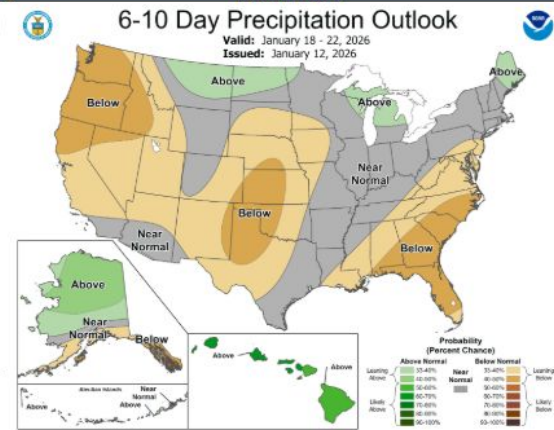 6-10 Day Precipitation Outlook
Valid: January 18 - 22, 2026
Issued: January 12, 2026
Above
Above
Above
Below
Near
Normal
Below
Near
Normal
Below
Above
Near
Normal
Below
Aleutian Islands
Above
Near
Normal
Above
Above
Above
Probability
(Percent Chance)
Above Normal
Below Normal
Leaning
Above
Near
Normal
Leaning
Below
Likely
Above
Likely
Below
33-40%
40-50%
50-60%
60-70%
70-80%
80-90%
90-100%
33-40%
40-50%
50-60%
60-70%
70-80%
80-90%
90-100%